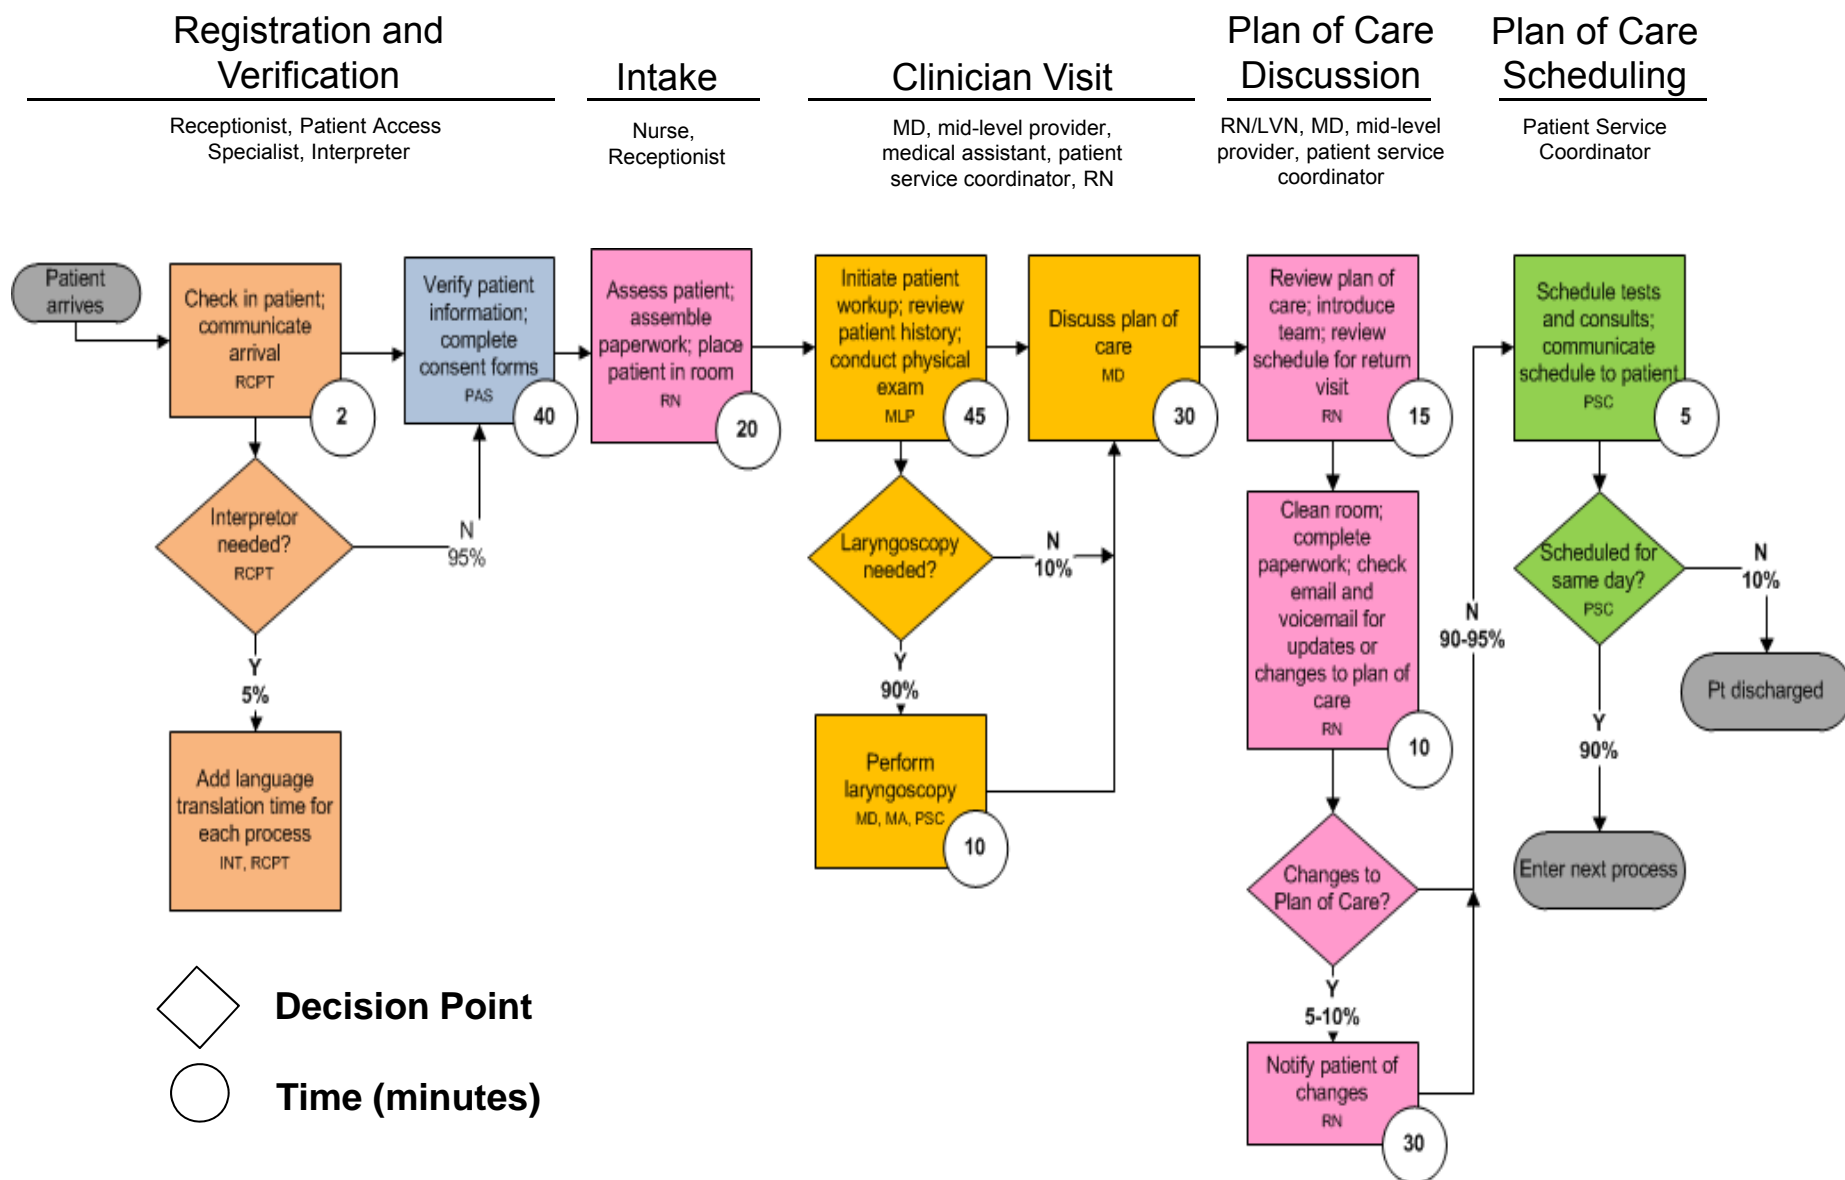 Registration and
Verification
Intake
Clinician Visit
Plan of Care
Discussion
Plan of Care
Scheduling
Receptionist, Patient Access
Specialist, Interpreter
Nurse,
Receptionist
MD, mid-level provider,
medical assistant, patient
service coordinator, RN
RN/LVN, MD, mid-level
provider, patient service
coordinator
Patient Service
Coordinator
Patient
arrives
Check in patient;
communicate
arrival
RCPT
2
Verify patient
information;
complete
consent forms
PAS
40
Assess patient;
assemble
paperwork; place
patient in room
RN
20
Initiate patient
workup; review
patient history;
conduct physical
exam
MLP
45
Discuss plan of
care
MD
30
Review plan of
care; introduce
team; review
schedule for return
visit
RN
15
Schedule tests
and consults;
communicate
schedule to patient
PSC
5
Interpretor
needed?
RCPT
N
95%
Y
5%
Add language
translation time for
each process
INT, RCPT
Laryngoscopy
needed?
N
10%
Y
90%
Perform
laryngoscopy
MD, MA, PSC
10
Clean room;
complete
paperwork; check
email and
voicemail for
updates or
changes to plan of
care
RN
10
Changes to
Plan of Care?
N
90-95%
Y
5-10%
Notify patient of
changes
RN
30
Scheduled for
same day?
PSC
N
10%
Pt discharged
Y
90%
Enter next process
Decision Point
Time (minutes)